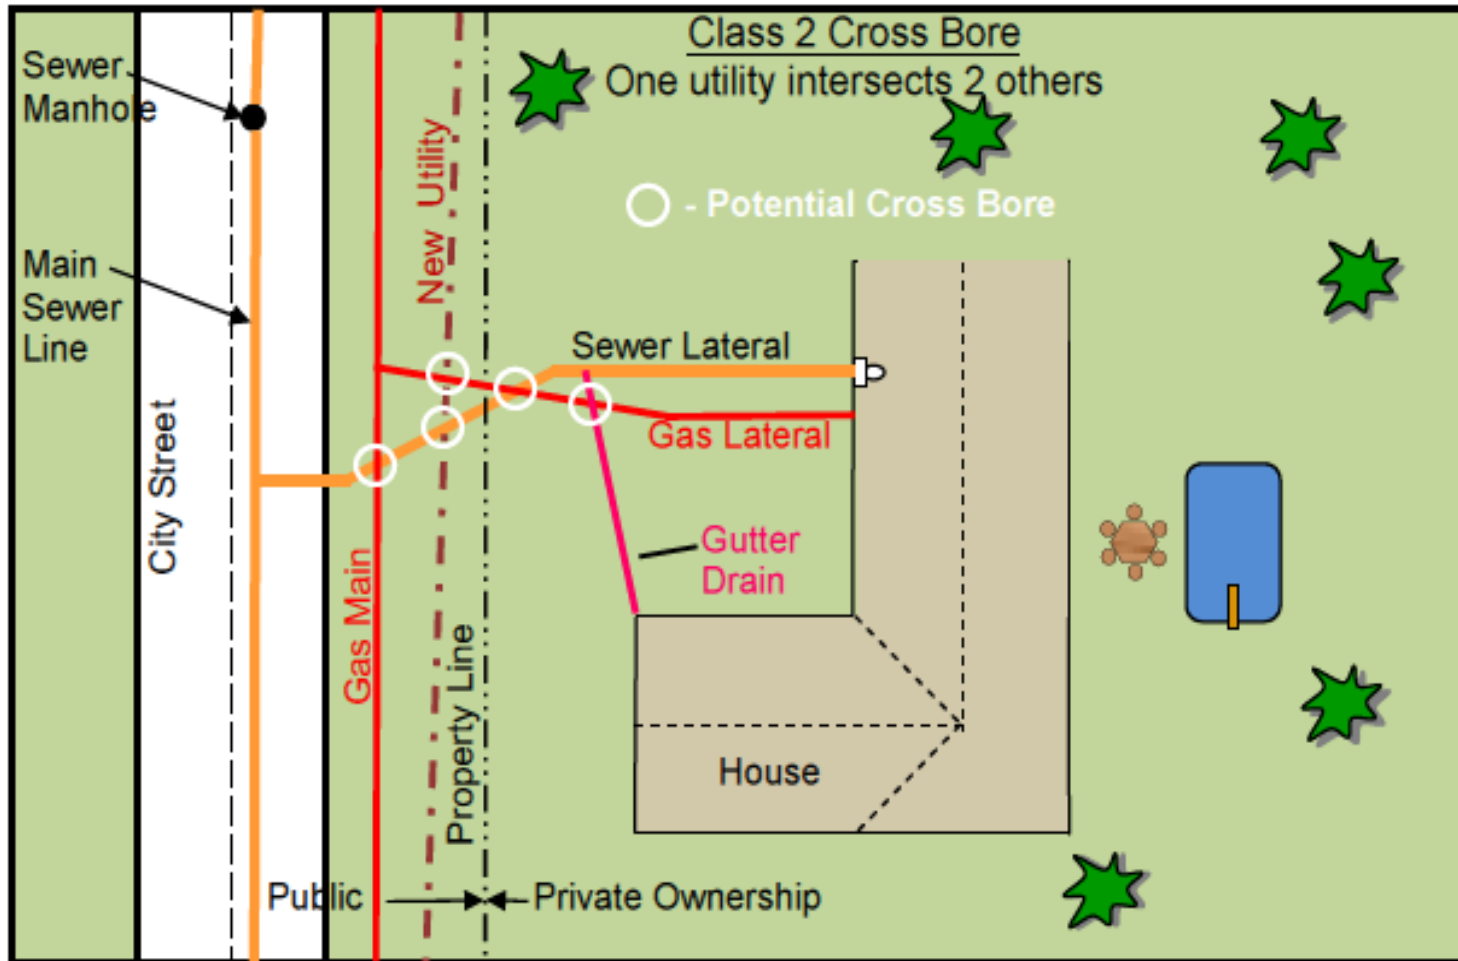 Class 2 Cross Bore
One utility intersects 2 others
Sewer
Manhole
- Potential Cross Bore
New Utility
Main
Sewer
Line
Sewer Lateral
Gas Lateral
City Street
Gutter
Drain
Gas Main
Property Line
House
Public
Private Ownership